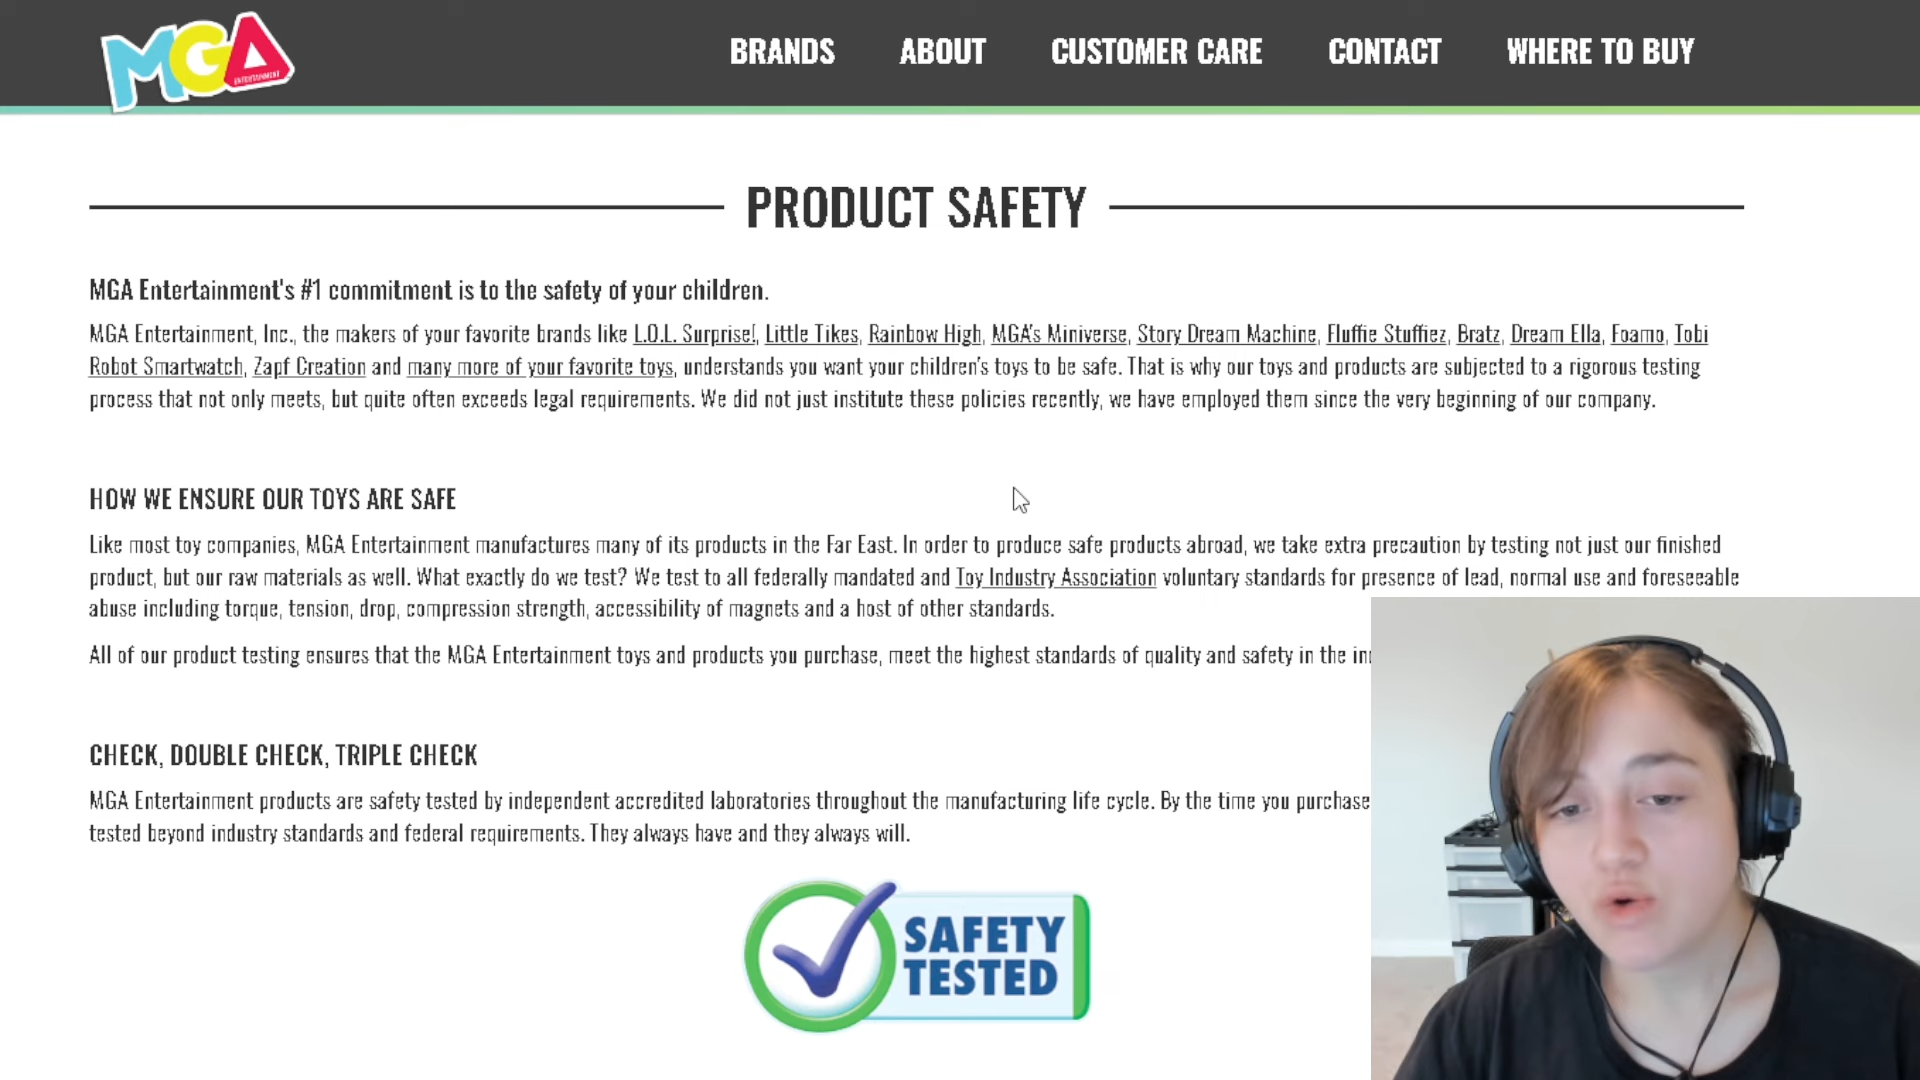 MGA
ENTERTAINMENT
BRANDS ABOUT CUSTOMER CARE CONTACT WHERE TO BUY
PRODUCT SAFETY
MGA Entertainment's #1 commitment is to the safety of your children.
MGA Entertainment, Inc., the makers of your favorite brands like L.O.L. Surprise!, Little Tikes, Rainbow High, MGA's Miniverse, Story Dream Machine, Fluffie Stuffiez, Bratz, Dream Ella, Foamo, Tobi
Robot Smartwatch, Zapf Creation and many more of your favorite toys, understands you want your children's toys to be safe. That is why our toys and products are subjected to a rigorous testing
process that not only meets, but quite often exceeds legal requirements. We did not just institute these policies recently, we have employed them since the very beginning of our company.
HOW WE ENSURE OUR TOYS ARE SAFE
Like most toy companies, MGA Entertainment manufactures many of its products in the Far East. In order to produce safe products abroad, we take extra precaution by testing not just our finished
product, but our raw materials as well. What exactly do we test? We test to all federally mandated and Toy Industry Association voluntary standards for presence of lead, normal use and foreseeable
abuse including torque, tension, drop, compression strength, accessibility of magnets and a host of other standards.
All of our product testing ensures that the MGA Entertainment toys and products you purchase, meet the highest standards of quality and safety in the
CHECK, DOUBLE CHECK, TRIPLE CHECK
MGA Entertainment products are safety tested by independent accredited laboratories throughout the manufacturing life cycle. By the time you purchase
tested beyond industry standards and federal requirements. They always have and they always will.
SAFETY
TESTED